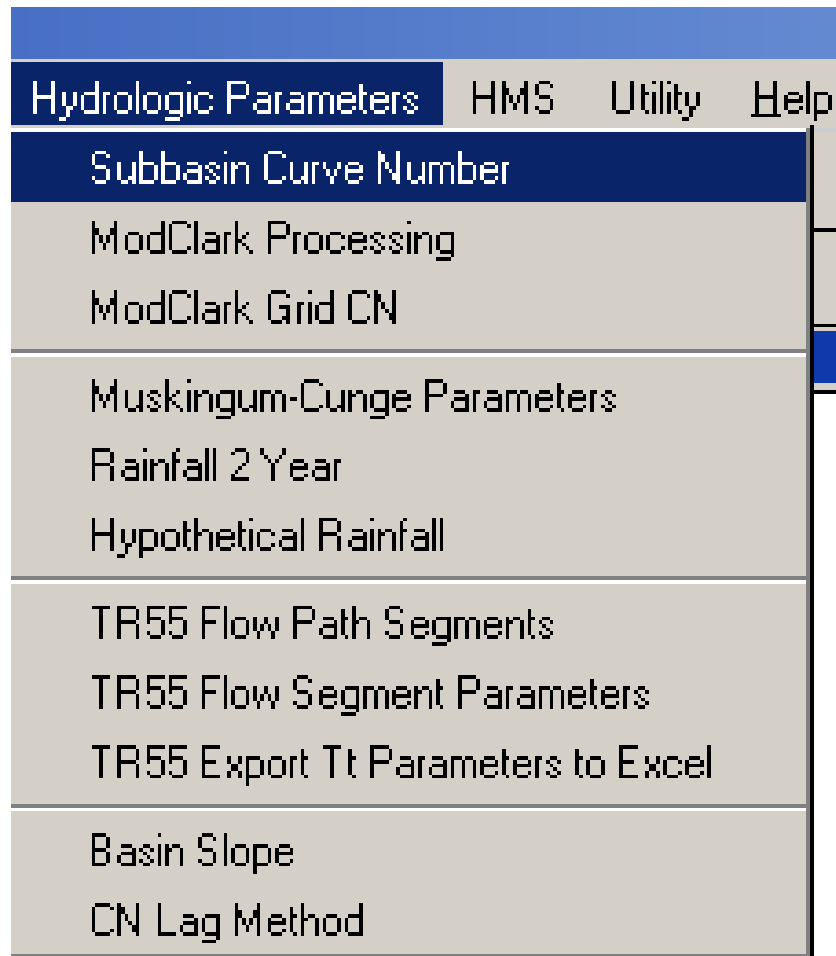 Hydrologic Parameters HMS Utility Help
Subbasin Curve Number
ModClark Processing
ModClark Grid CN
Muskingum-Cunge Parameters
Rainfall 2 Year
Hypothetical Rainfall
TR55 Flow Path Segments
TR55 Flow Segment Parameters
TR55 Export Tt Parameters to Excel
Basin Slope
CN Lag Method